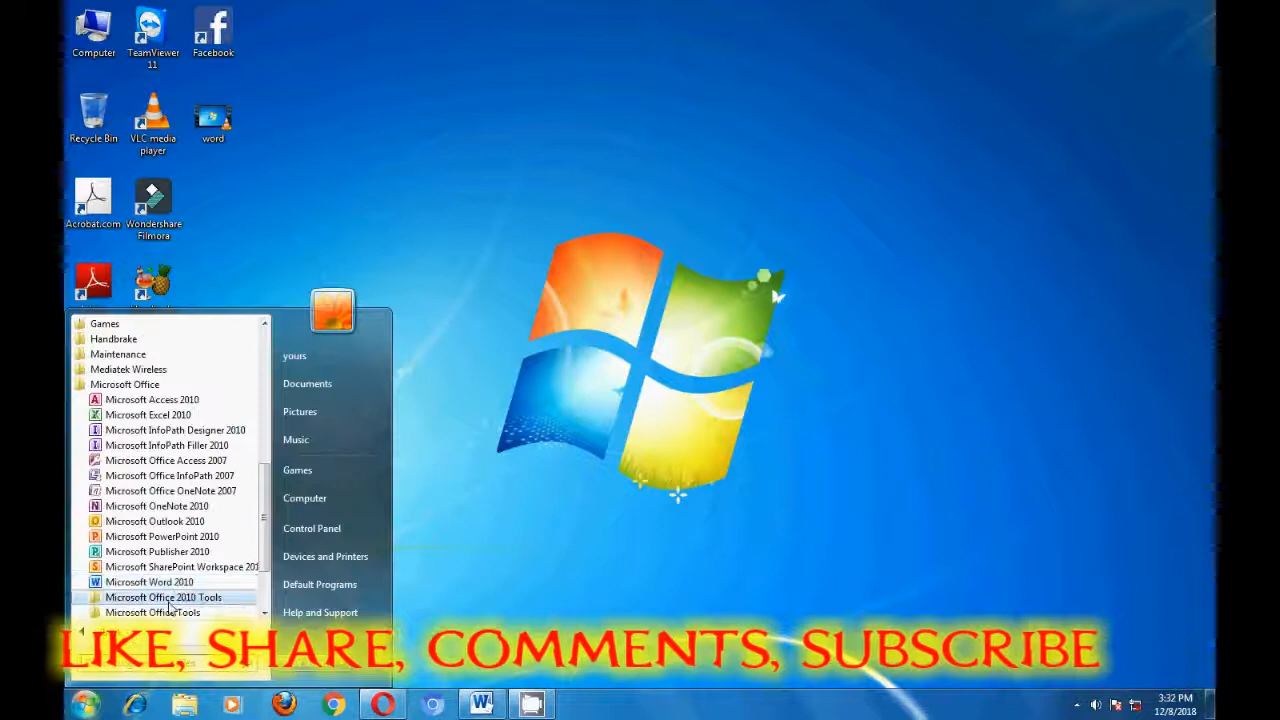 Computer
TeamViewer
11
Facebook
Recycle Bin
VLC media
player
word
Acrobat.com
Wondershare
Filmora
Games
Handbrake
Maintenance
Mediatek Wireless
Microsoft Office
Microsoft Access 2010
Microsoft Excel 2010
Microsoft InfoPath Designer 2010
Microsoft InfoPath Filler 2010
Microsoft Office Access 2007
Microsoft Office InfoPath 2007
Microsoft Office OneNote 2007
Microsoft OneNote 2010
Microsoft Outlook 2010
Microsoft PowerPoint 2010
Microsoft Publisher 2010
Microsoft SharePoint Workspace 201
Microsoft Word 2010
Microsoft Office 2010 Tools
Microsoft Office Tools
yours
Documents
Pictures
Music
Games
Computer
Control Panel
Devices and Printers
Default Programs
Help and Support
LIKE, SHARE, COMMENTS, SUBSCRIBE
3:32 PM
12/8/2018